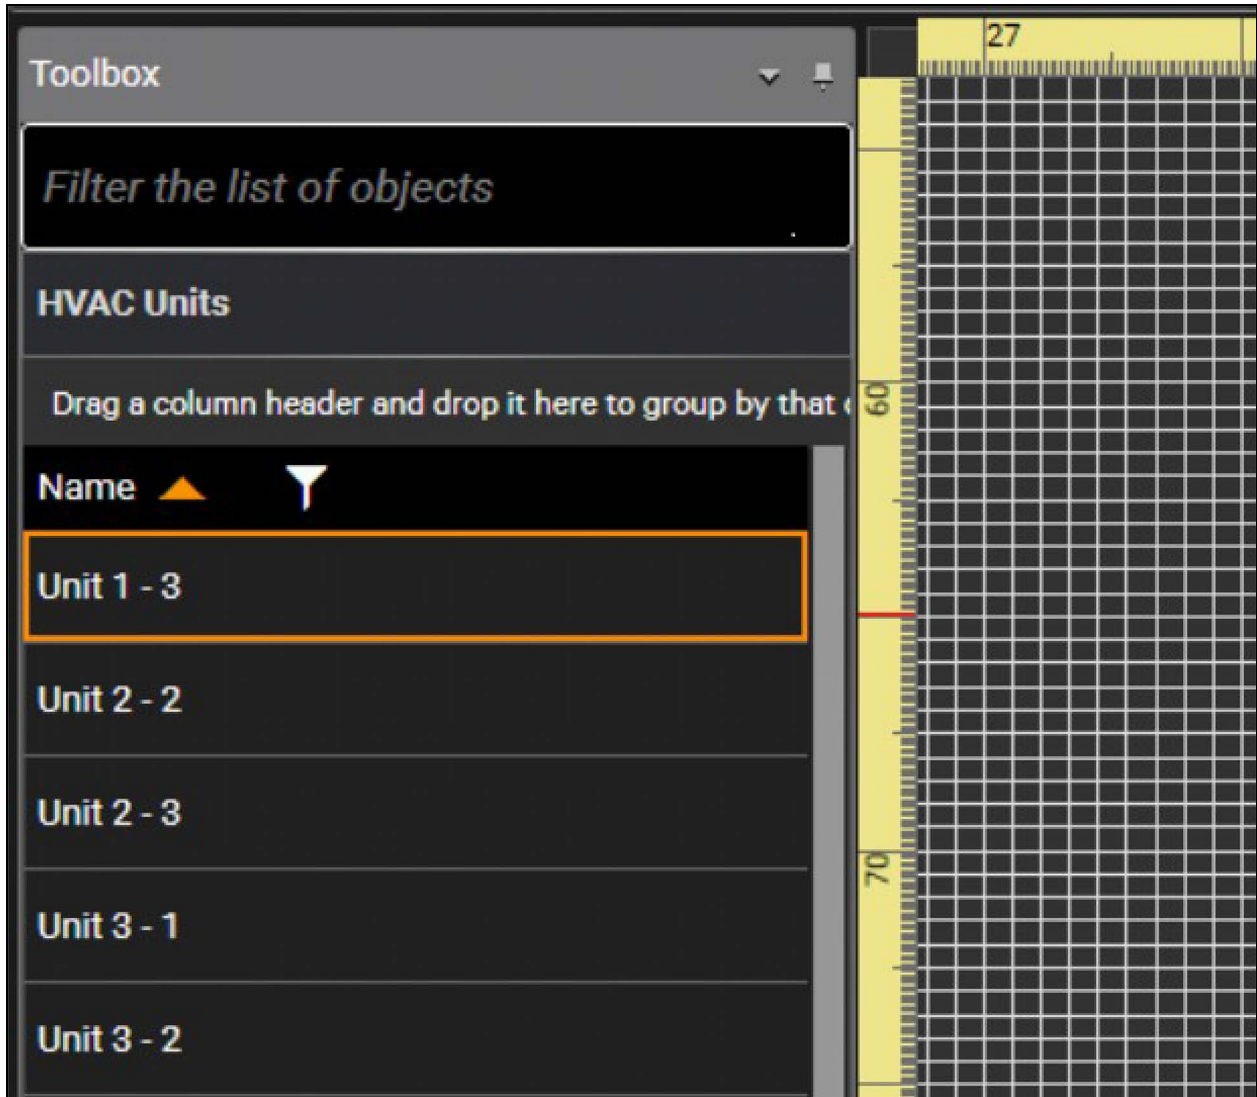 Toolbox
27
Filter the list of objects
HVAC Units
Drag a column header and drop it here to group by that
60
Name
Unit 1 - 3
Unit 2 - 2
Unit 2 - 3
70
Unit 3 - 1
Unit 3 - 2